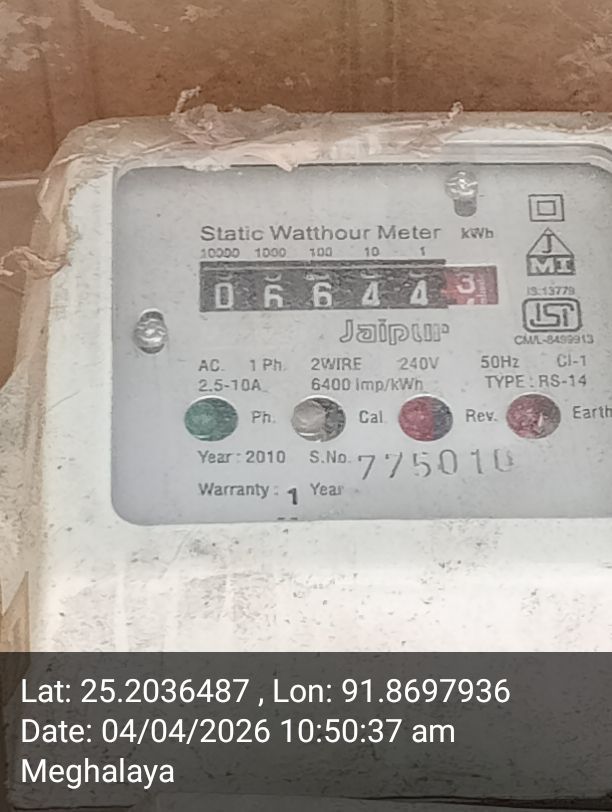 Static Watthour Meter kWh
10000 1000 100 10 1
0 6 6 4 4 3
JMI
IS:13779
Jaipur
ISI
CM/L-8499913
AC. 1 Ph. 2WIRE 240V 50Hz Cl-1
2.5-10A. 6400 imp/kWh TYPE : RS-14
Ph. Cal. Rev. Earth
Year : 2010 S.No. 775010
Warranty : 1 Year
Lat: 25.2036487 , Lon: 91.8697936
Date: 04/04/2026 10:50:37 am
Meghalaya